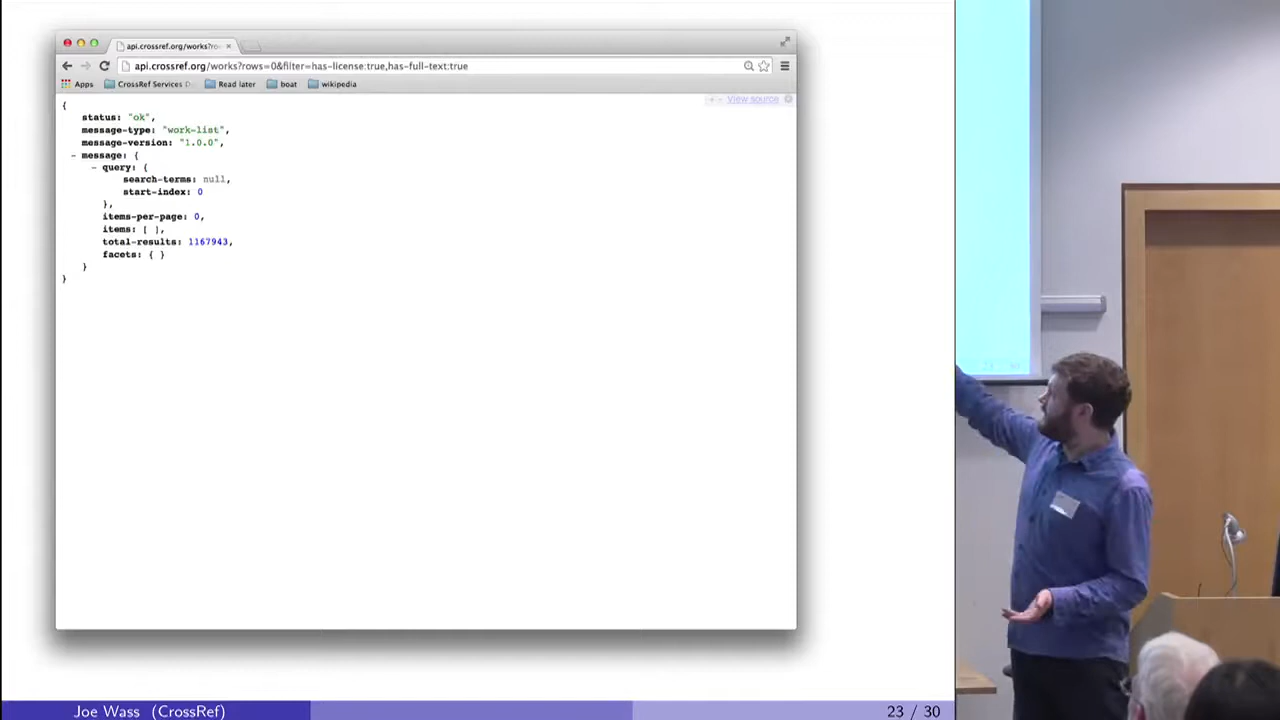 api.crossref.org/works?ro
api.crossref.org/works?rows=0&filter=has-license:true,has-full-text:true
Apps CrossRef Services Read later boat wikipedia
+ - View source
{
status: "ok",
message-type: "work-list",
message-version: "1.0.0",
- message: {
- query: {
search-terms: null,
start-index: 0
},
items-per-page: 0,
items: [ ],
total-results: 1167943,
facets: { }
}
}
Joe Wass (CrossRef)
23 / 30